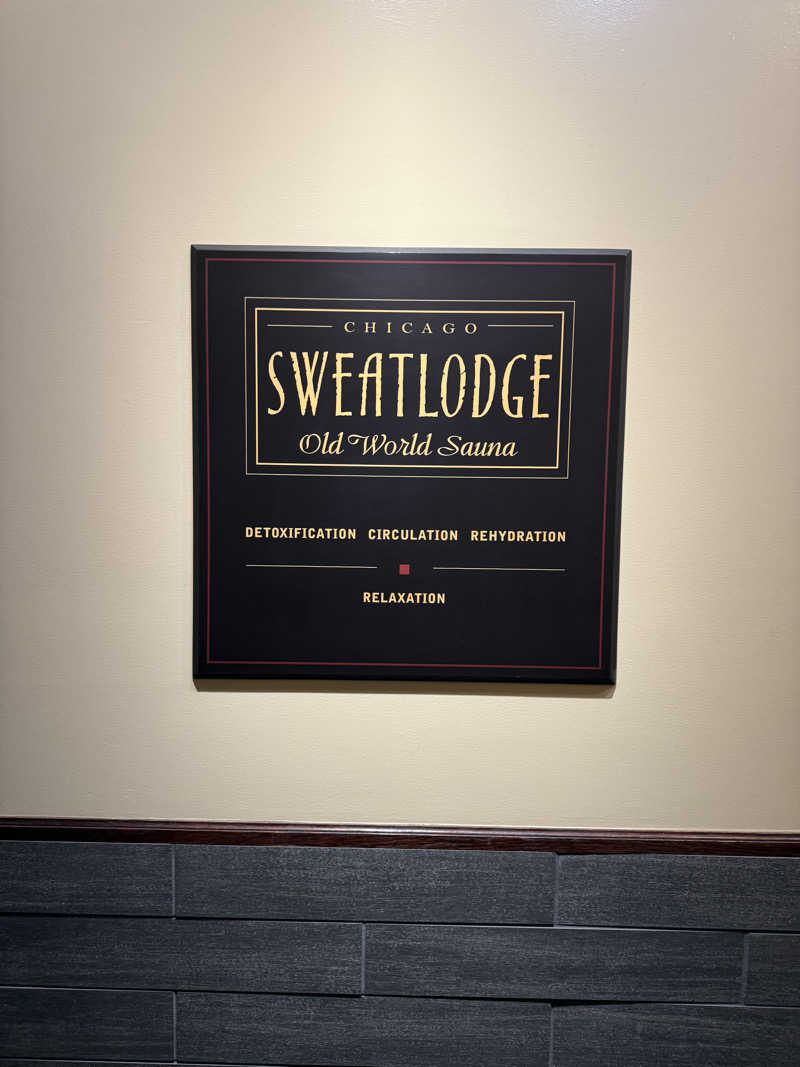 CHICAGO
SWEATLODGE
Old World Sauna
DETOXIFICATION CIRCULATION REHYDRATION
RELAXATION